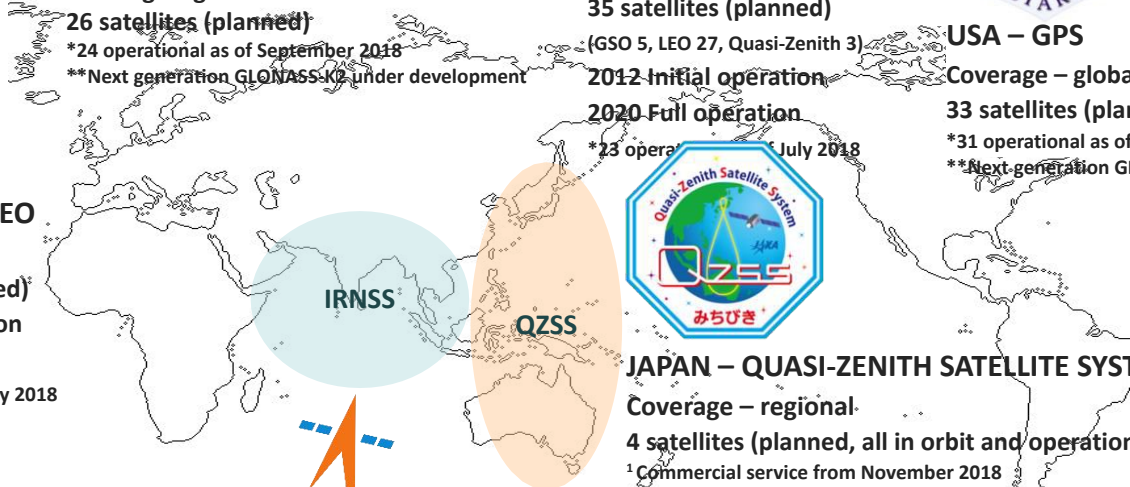 26 satellites (planned)
*24 operational as of September 2018
**Next generation GLONASS-K2 under development
35 satellites (planned)
(GSO 5, LEO 27, Quasi-Zenith 3)
2012 Initial operation
2020 Full operation
*23 operat July 2018
USA – GPS
Coverage – globa
33 satellites (plan
*31 operational as of
**Next generation G
EO
ed)
on
y 2018
IRNSS
QZSS
Quasi-Zenith Satellite System
JAXA
QZSS
みちびき
JAPAN – QUASI-ZENITH SATELLITE SYST
Coverage – regional
4 satellites (planned, all in orbit and operation
1 Commercial service from November 2018